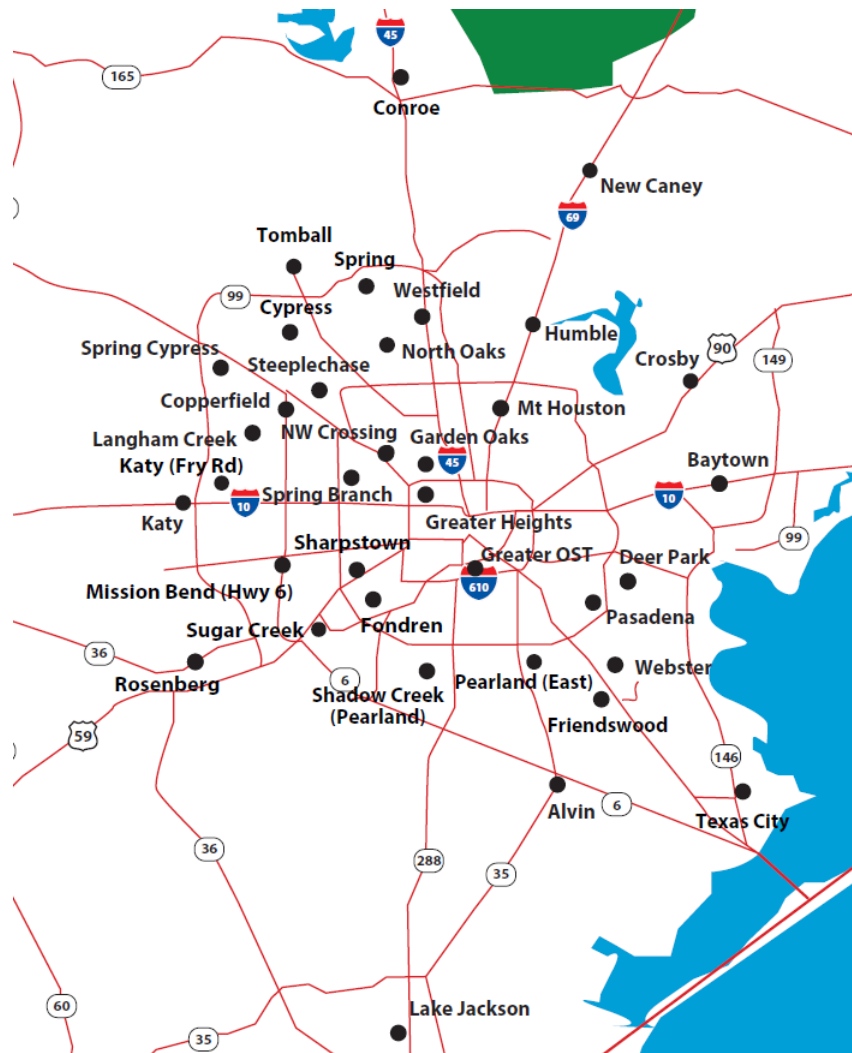 45
165
Conroe
New Caney
69
Tomball
Spring
99
Westfield
Cypress
Humble
90
Spring Cypress
North Oaks
Crosby
149
Steeplechase
Copperfield
Mt Houston
Langham Creek
NW Crossing
Garden Oaks
45
Katy (Fry Rd)
Baytown
Spring Branch
10
10
Katy
Greater Heights
99
Sharpstown
Greater OST
Deer Park
Mission Bend (Hwy 6)
610
Fondren
Pasadena
Sugar Creek
36
Rosenberg
6
Shadow Creek
(Pearland)
Pearland (East)
Webster
Friendswood
59
146
Alvin
6
Texas City
36
288
35
60
Lake Jackson
35